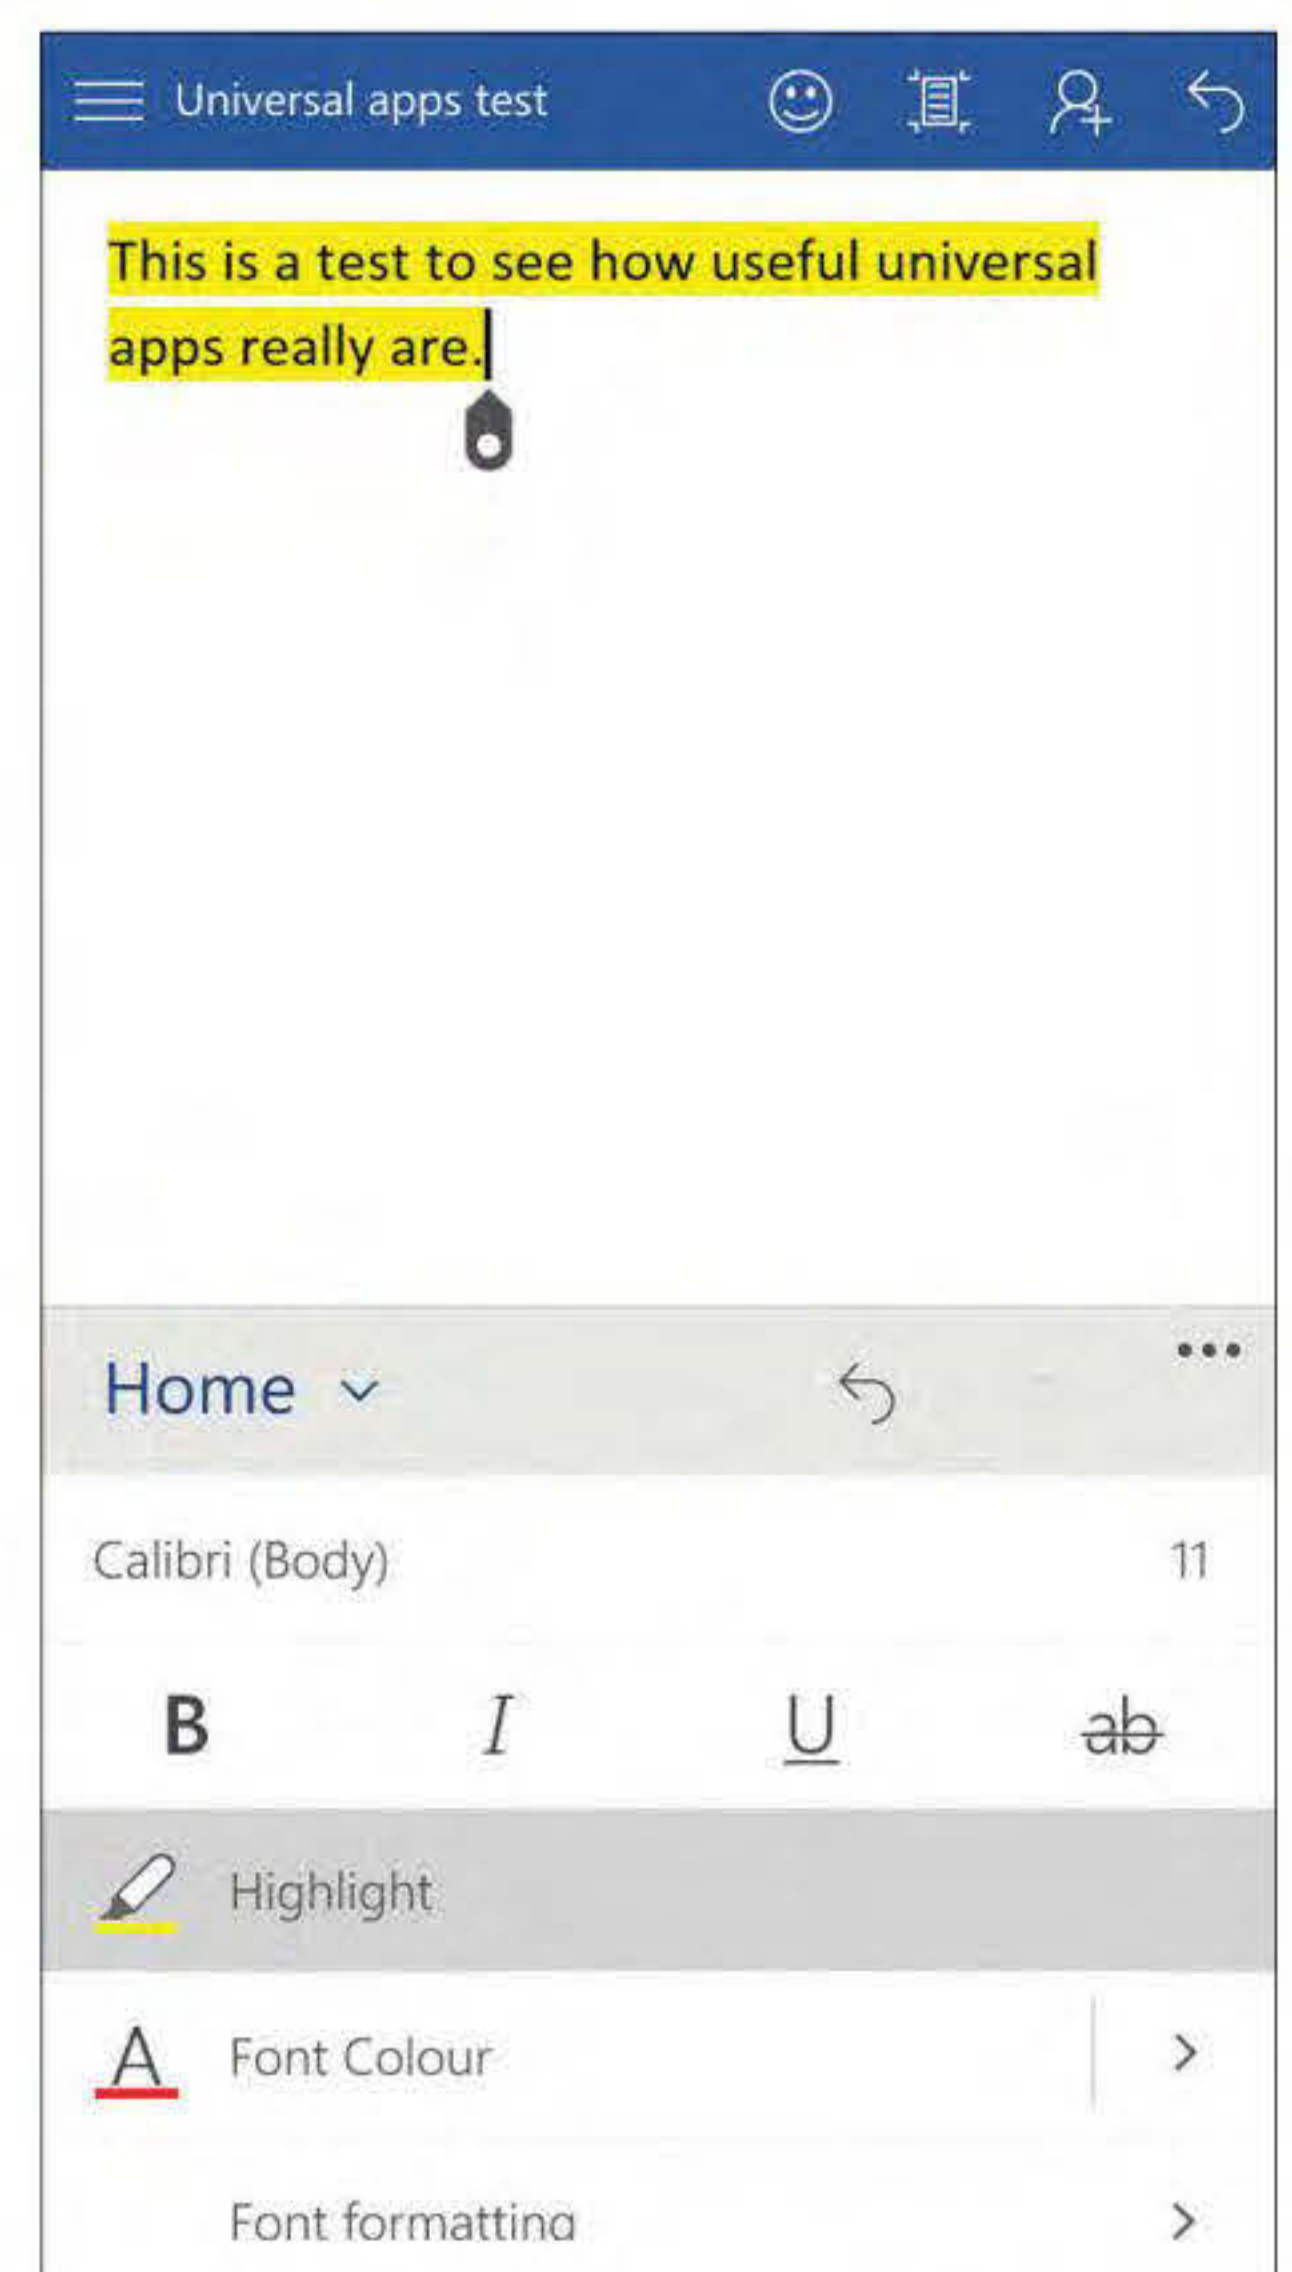 Universal apps test
This is a test to see how useful universal
apps really are.
Home
Calibri (Body) 11
B I U ab
Highlight
A Font Colour
Font formatting